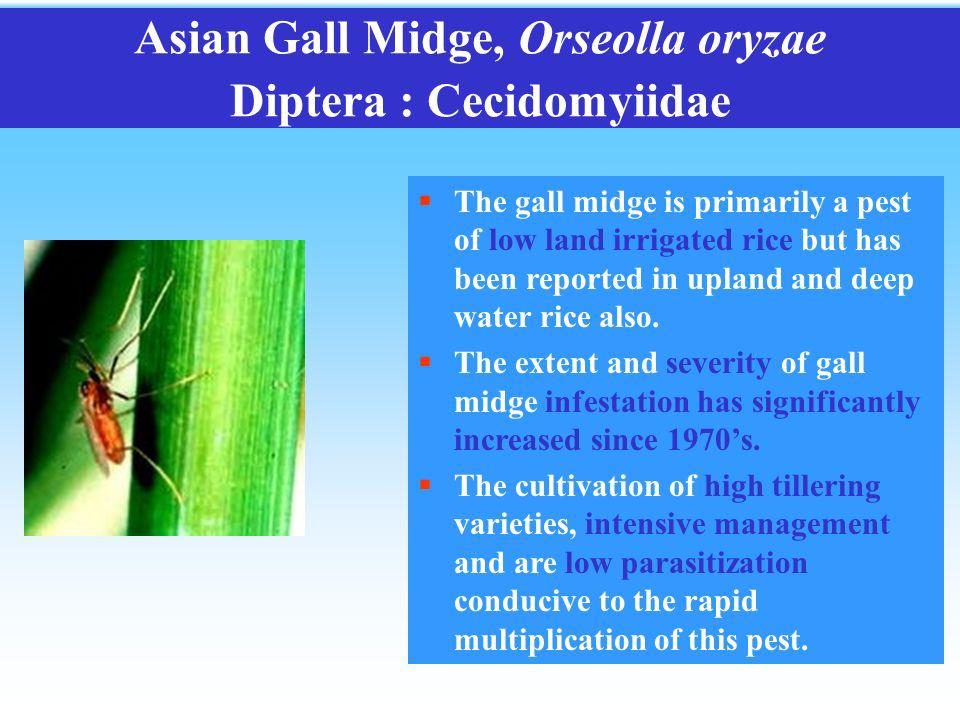 Asian Gall Midge, Orseolla oryzae
Diptera : Cecidomyiidae
▪ The gall midge is primarily a pest
of low land irrigated rice but has
been reported in upland and deep
water rice also.
▪ The extent and severity of gall
midge infestation has significantly
increased since 1970’s.
▪ The cultivation of high tillering
varieties, intensive management
and are low parasitization
conducive to the rapid
multiplication of this pest.